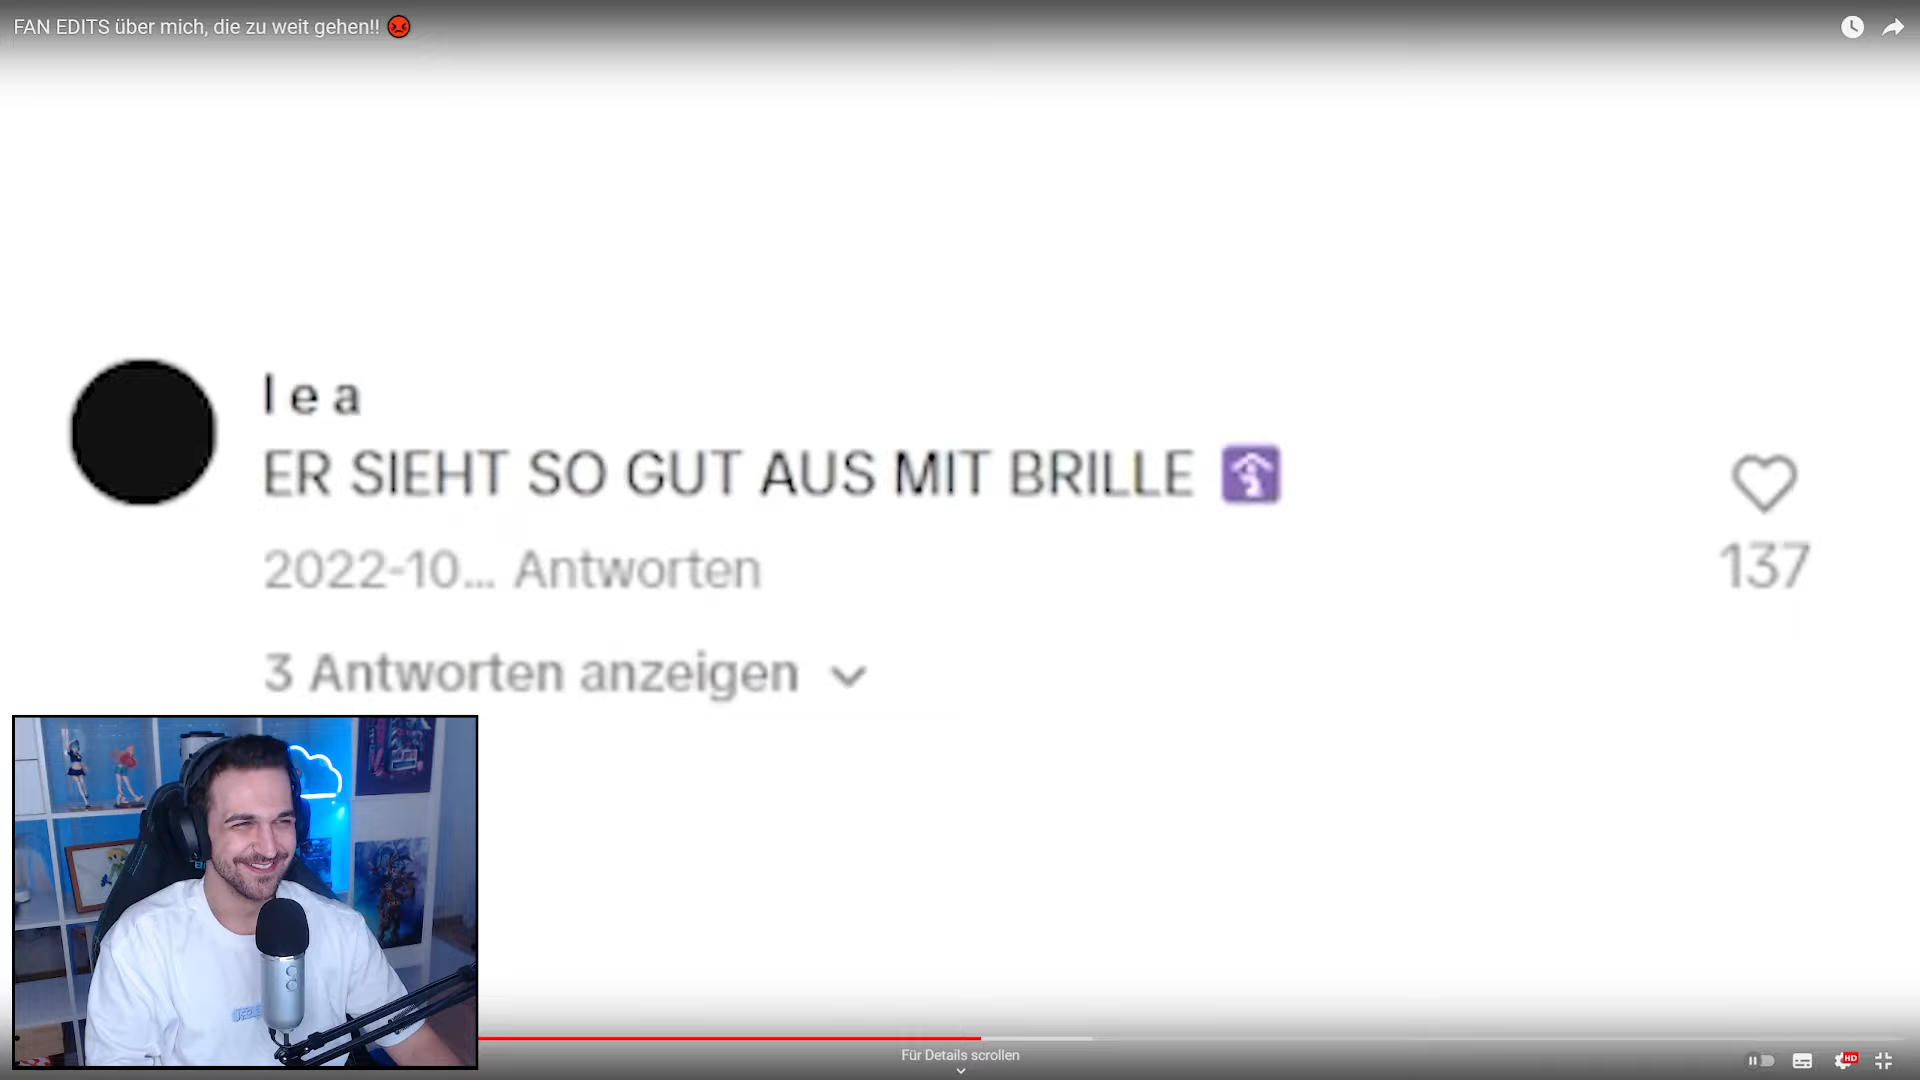 FAN EDITS über mich, die zu weit gehen!! 😡
l e a
ER SIEHT SO GUT AUS MIT BRILLE 🛐
137
2022-10... Antworten
3 Antworten anzeigen
Für Details scrollen
HD